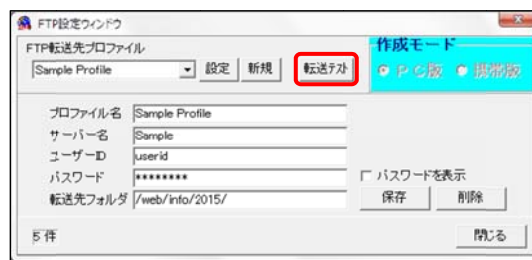 FTP設定ウィンドウ
FTP転送先プロファイル
作成モード
Sample Profile 設定 新規 転送テスト
PC版 携帯版
プロファイル名 Sample Profile
サーバー名 Sample
ユーザーID userid
パスワード ******** パスワードを表示
転送先フォルダ /web/info/2015/ 保存 削除
5 件 閉じる